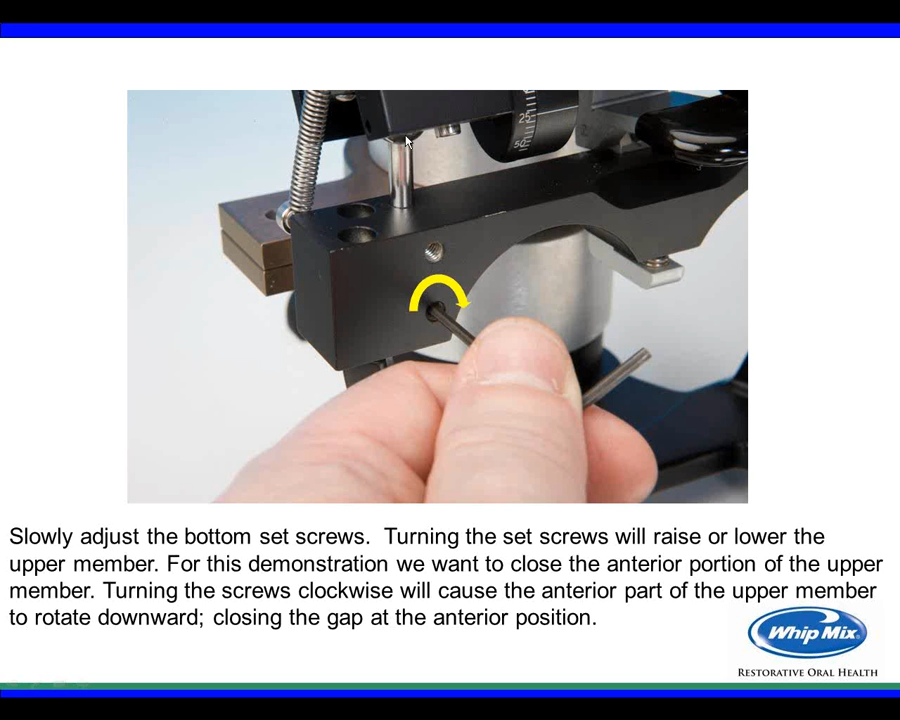 25
50
Slowly adjust the bottom set screws.  Turning the set screws will raise or lower the
upper member. For this demonstration we want to close the anterior portion of the upper
member. Turning the screws clockwise will cause the anterior part of the upper member
to rotate downward; closing the gap at the anterior position.
Whip Mix®
RESTORATIVE ORAL HEALTH